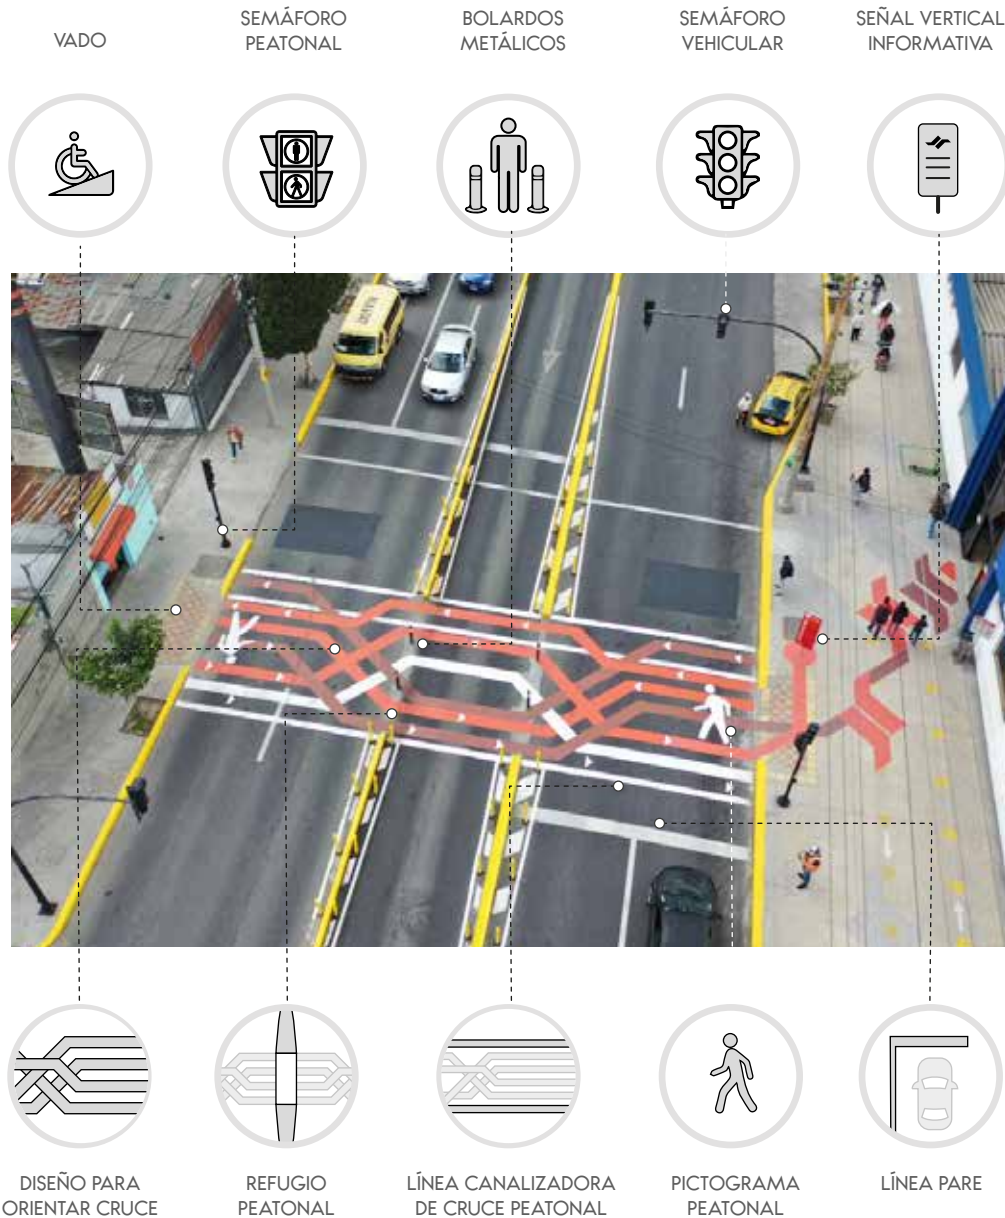 VADO
SEMÁFORO
PEATONAL
BOLARDOS
METÁLICOS
SEMÁFORO
VEHICULAR
SEÑAL VERTICAL
INFORMATIVA
DISEÑO PARA
ORIENTAR CRUCE
REFUGIO
PEATONAL
LÍNEA CANALIZADORA
DE CRUCE PEATONAL
PICTOGRAMA
PEATONAL
LÍNEA PARE